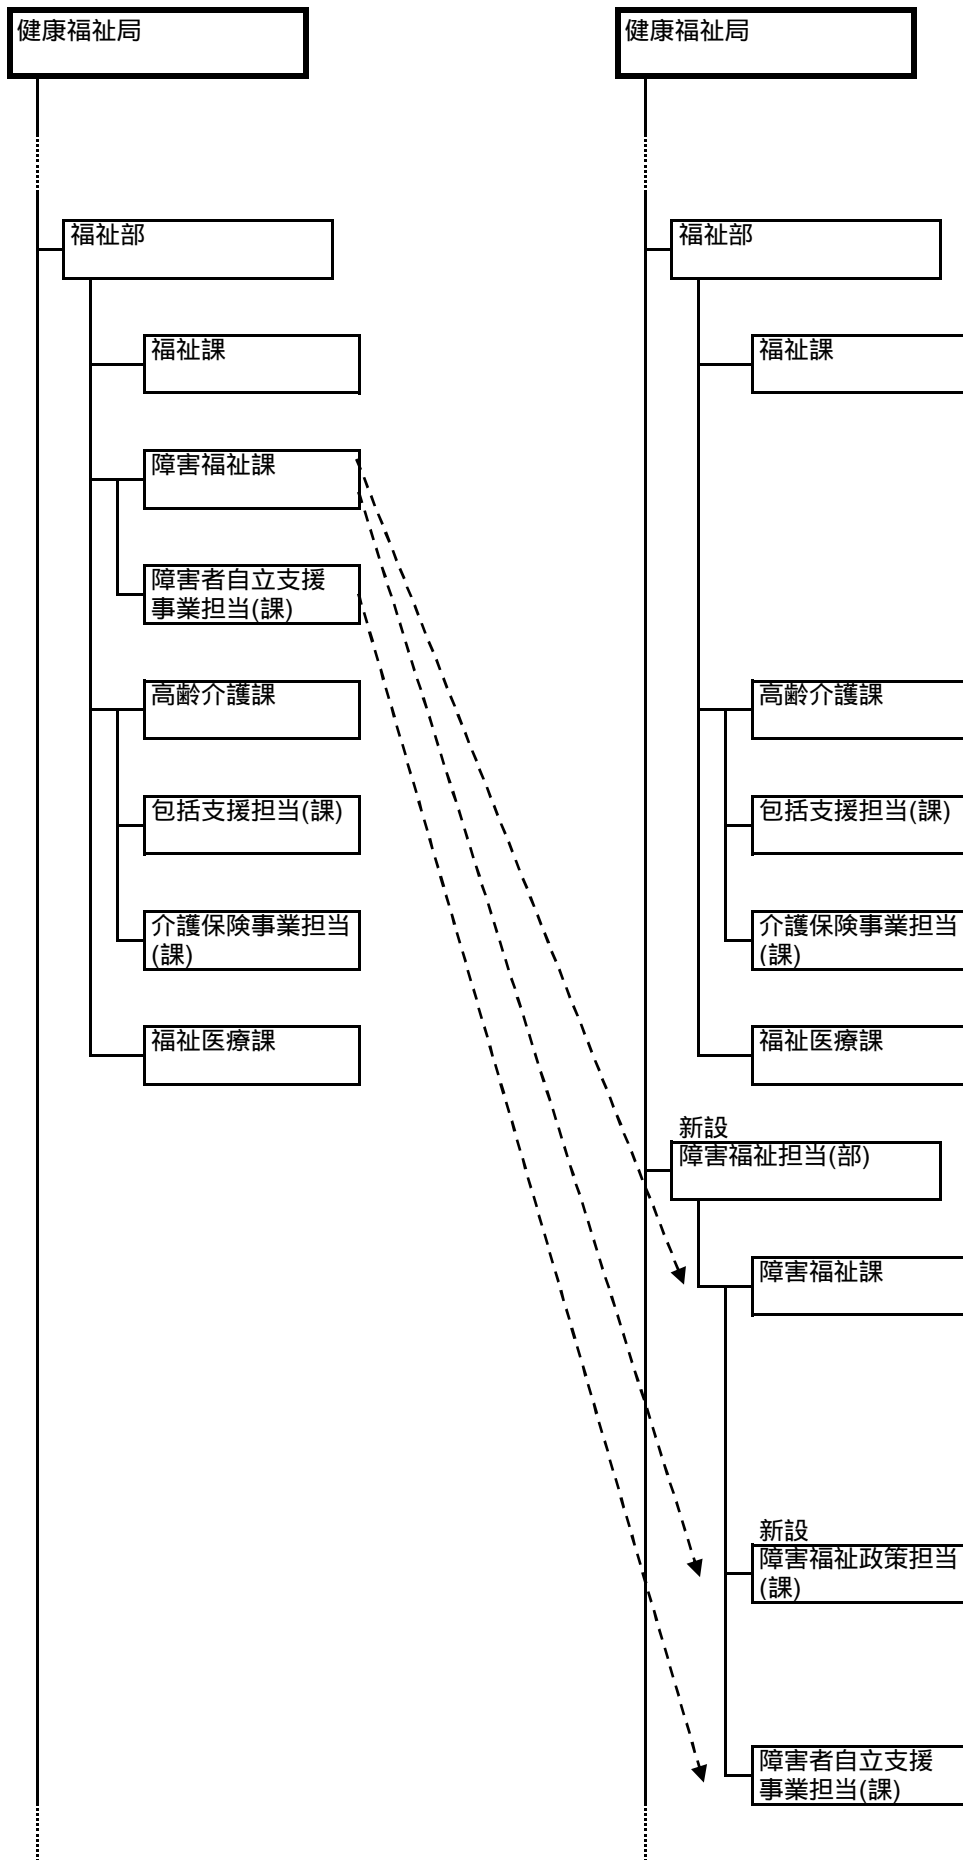 健康福祉局
福祉部
福祉課
障害福祉課
障害者自立支援
事業担当(課)
高齢介護課
包括支援担当(課)
介護保険事業担当
(課)
福祉医療課
健康福祉局
福祉部
福祉課
高齢介護課
包括支援担当(課)
介護保険事業担当
(課)
福祉医療課
新設
障害福祉担当(部)
障害福祉課
新設
障害福祉政策担当
(課)
障害者自立支援
事業担当(課)